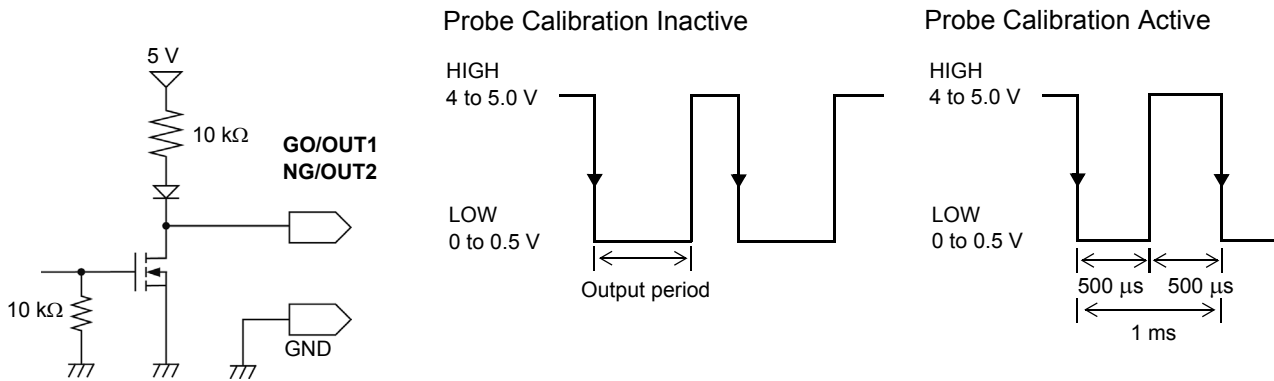 5 V
10 kΩ
GO/OUT1
NG/OUT2
10 kΩ
GND
Probe Calibration Inactive
HIGH
4 to 5.0 V
LOW
0 to 0.5 V
Output period
Probe Calibration Active
HIGH
4 to 5.0 V
LOW
0 to 0.5 V
500 μs
500 μs
1 ms